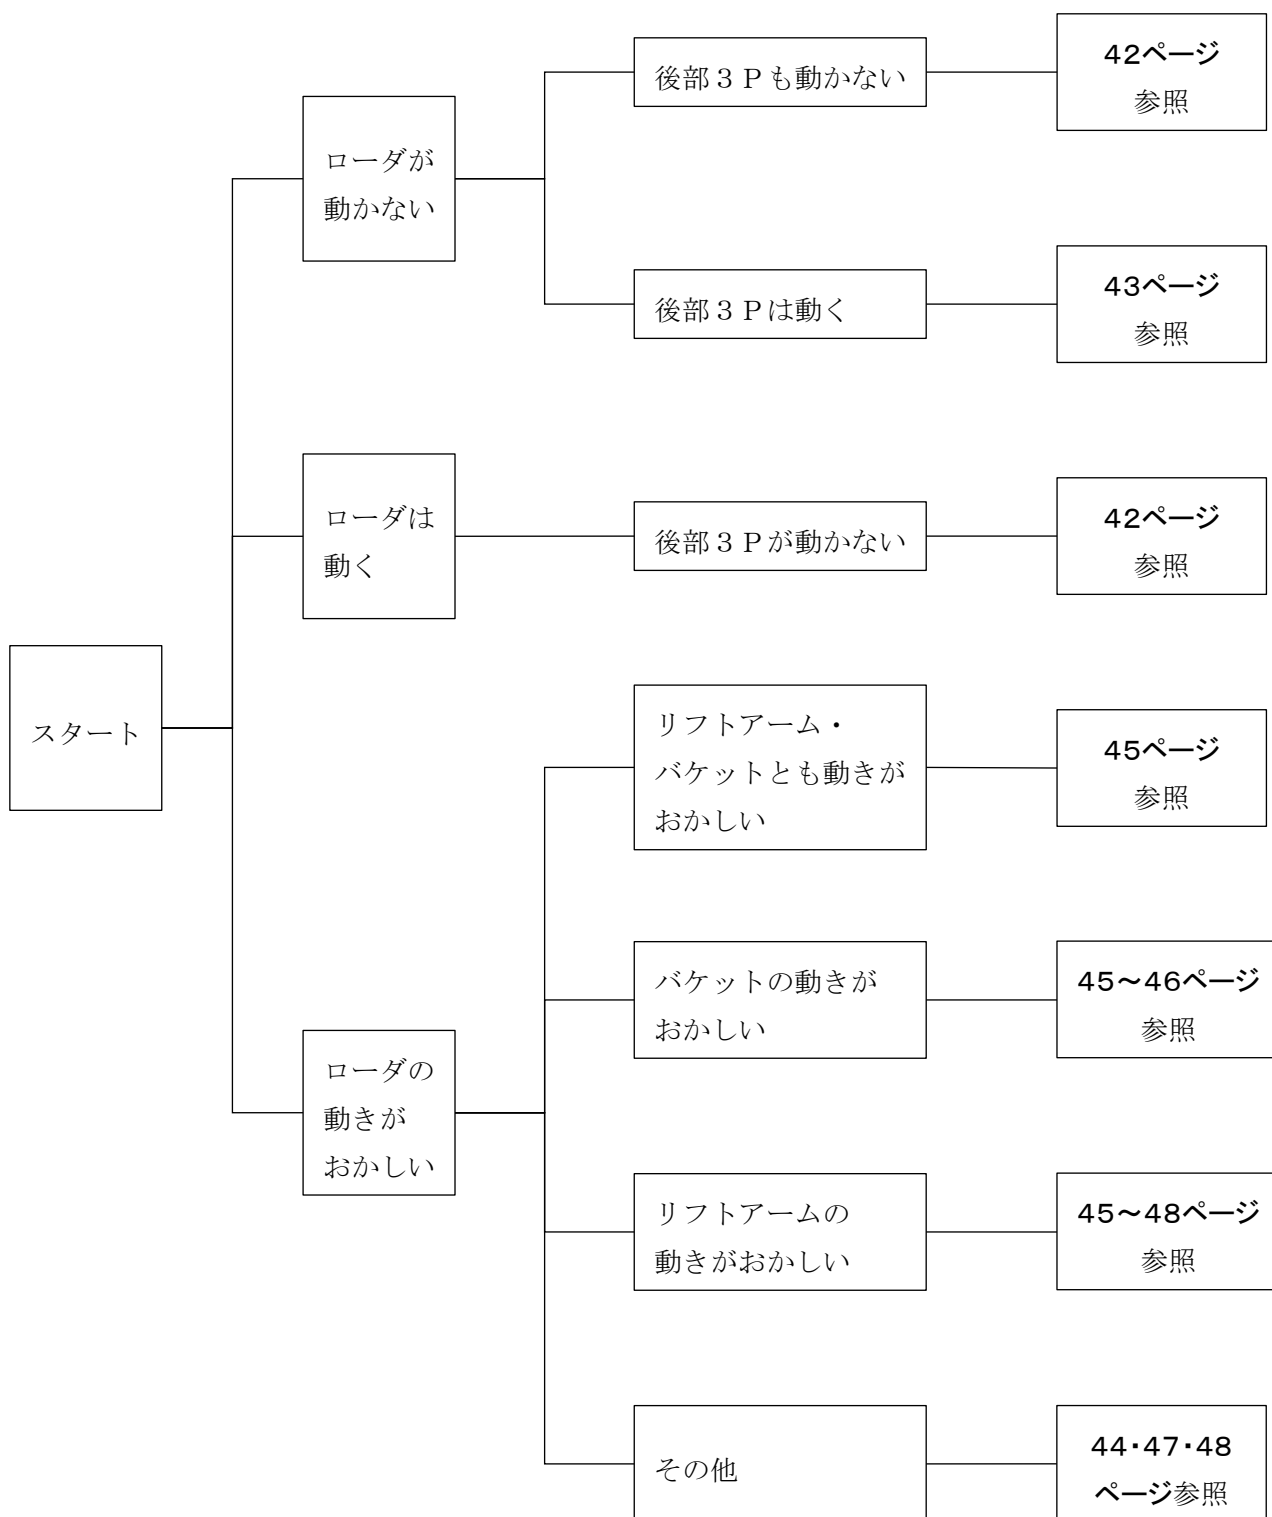 スタート
ローダが
動かない
後部３Ｐも動かない
42ページ
参照
後部３Ｐは動く
43ページ
参照
ローダは
動く
後部３Ｐが動かない
42ページ
参照
ローダの
動きが
おかしい
リフトアーム・
バケットとも動きが
おかしい
45ページ
参照
バケットの動きが
おかしい
45～46ページ
参照
リフトアームの
動きがおかしい
45～48ページ
参照
その他
44・47・48
ページ参照